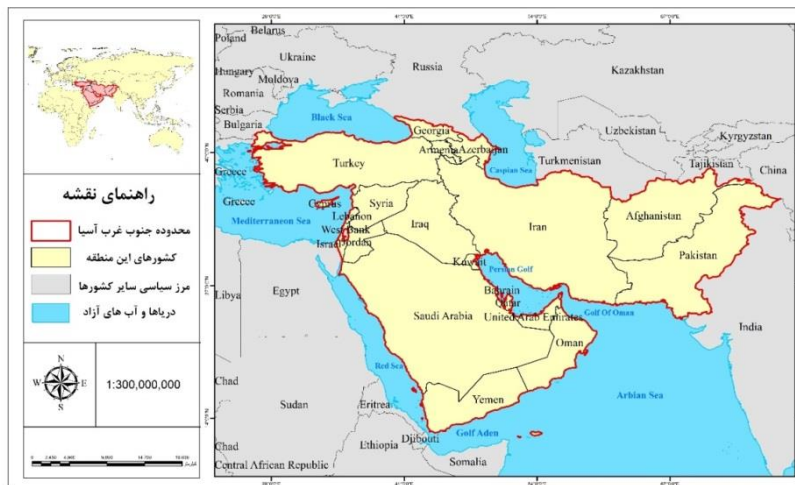 راهنمای نقشه
محدوده جنوب غرب آسیا
کشورهای این منطقه
مرز سیاسی سایر کشورها
دریاها و آب های آزاد
N
W E
S
1:300,000,000
Belarus
Poland
Ukraine
Russia
Kazakhstan
Hungary
Moldova
Romania
Serbia
Bulgaria
Black Sea
Georgia
Uzbekistan
Kyrgyzstan
Armenia
Azerbaijan
Turkmenistan
Tajikistan
China
Caspian Sea
Turkey
Greece
Greece
Cyprus
Syria
Mediterranean Sea
Lebanon
West Bank
Iraq
Iran
Afghanistan
Israel
Jordan
Pakistan
Kuwait
Persian Golf
Libya
Egypt
Bahrain
Qatar
Saudi Arabia
United Arab Emirates
Golf Of Oman
India
Oman
Red Sea
Arbian Sea
Chad
Sudan
Eritrea
Yemen
Golf Aden
Chad
Djibouti
Ethiopia
Somalia
Central African Republic